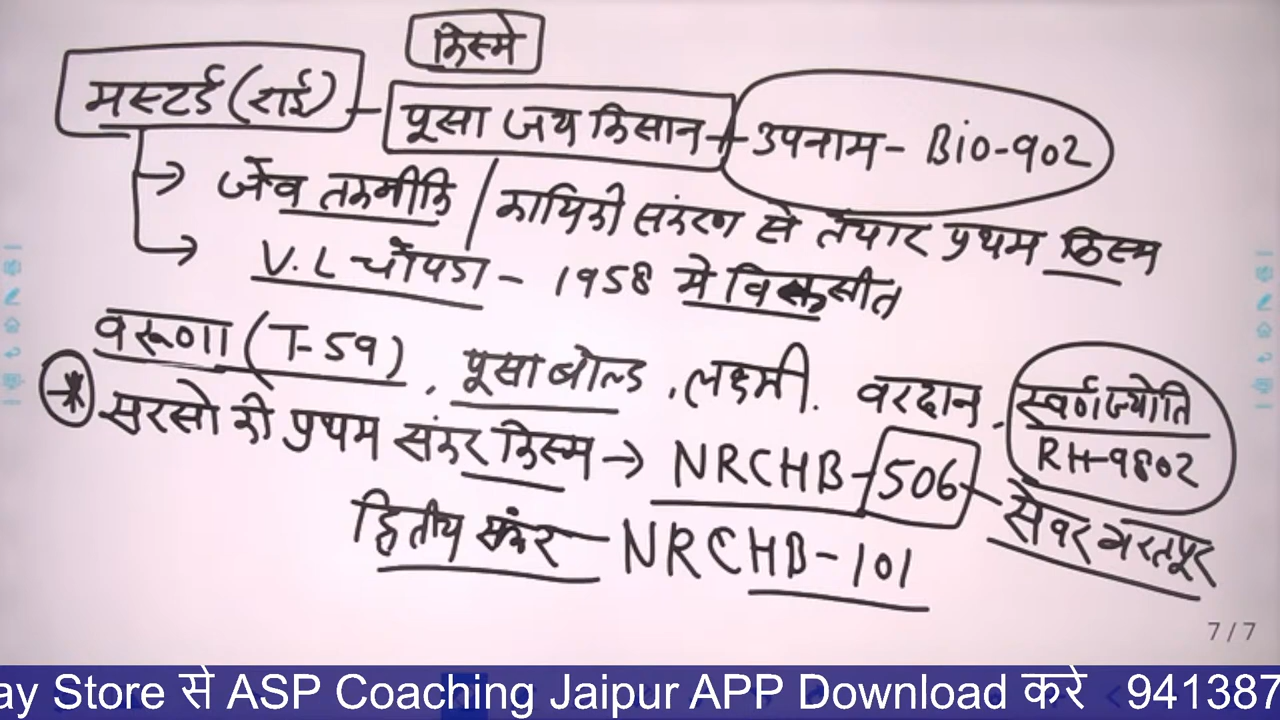 किस्मे
मस्टर्ड (राई) - पूसा जय किसान - उपनाम - Bio-902
→ जैव तकनीकि / कायिकी संकरण से तैयार प्रथम किस्म
→ V.L चोपडा - 1958 मे विकसीत
वरूणा (T-59), पूसा बोल्ड, लक्ष्मी. वरदान, स्वर्ण ज्योति
RH-9802
* सरसो की प्रथम संकर किस्म → NRCHB-506 - सेवर भरतपुर
द्वितीय संकर - NRCHB-101
7/7
ay Store से ASP Coaching Jaipur APP Download करे 941387